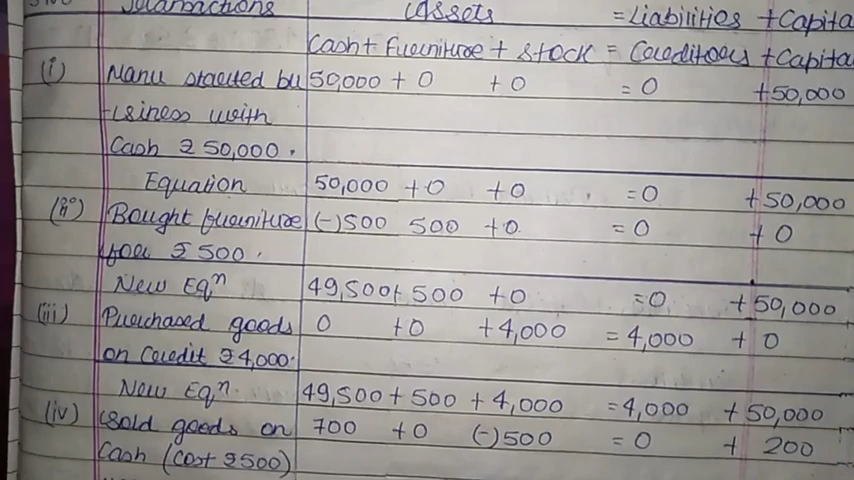 Transactions Assets = Liabilities + Capita
Cash + Furniture + Stock = Creditors + Capita
(i) Manu started bu 50,000 + 0 + 0 = 0 + 50,000
-siness with
Cash ₹ 50,000.
Equation 50,000 + 0 + 0 = 0 + 50,000
(ii) Bought furniture (-)500 500 + 0 = 0 + 0
for ₹ 500.
New Eqn 49,500 + 500 + 0 = 0 + 50,000
(iii) Purchased goods 0 + 0 + 4,000 = 4,000 + 0
on Credit ₹ 4,000.
New Eqn. 49,500 + 500 + 4,000 = 4,000 + 50,000
(iv) Sold goods on 700 + 0 (-)500 = 0 + 200
Cash (Cost ₹ 500)